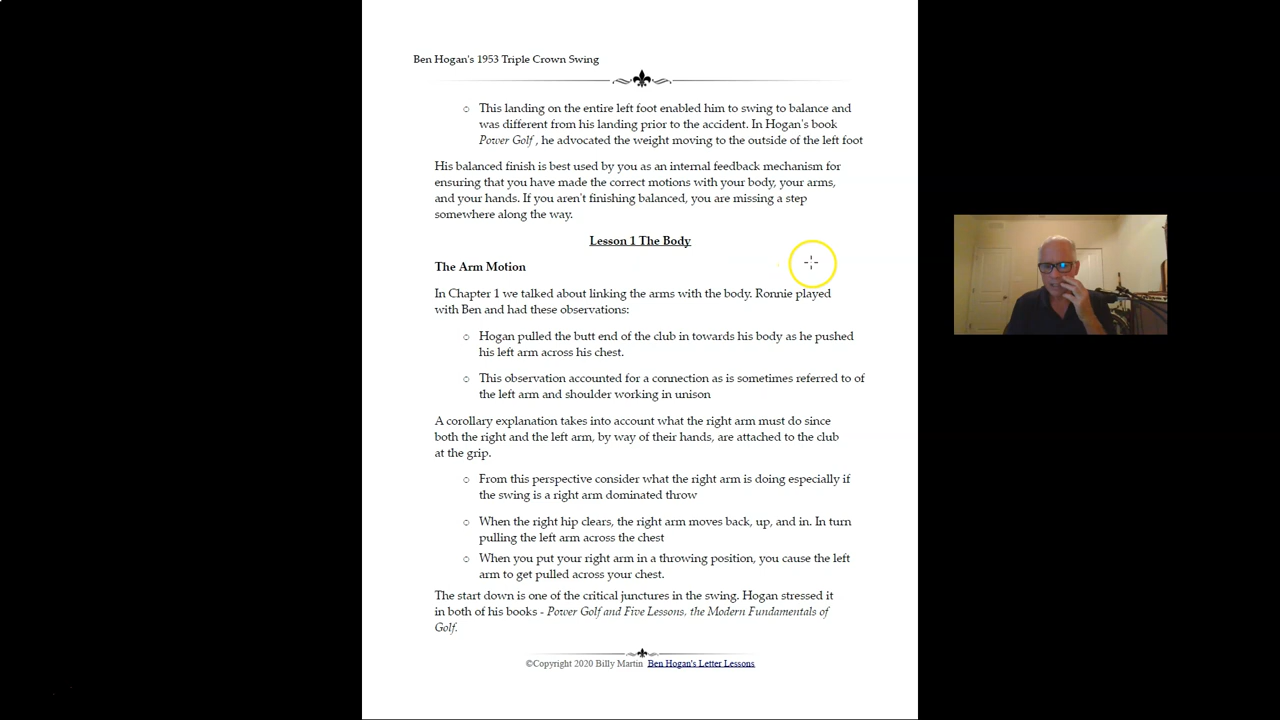 Ben Hogan's 1953 Triple Crown Swing
○ This landing on the entire left foot enabled him to swing to balance and
was different from his landing prior to the accident. In Hogan's book
Power Golf , he advocated the weight moving to the outside of the left foot
His balanced finish is best used by you as an internal feedback mechanism for
ensuring that you have made the correct motions with your body, your arms,
and your hands. If you aren't finishing balanced, you are missing a step
somewhere along the way.
Lesson 1 The Body
The Arm Motion
In Chapter 1 we talked about linking the arms with the body. Ronnie played
with Ben and had these observations:
○ Hogan pulled the butt end of the club in towards his body as he pushed
his left arm across his chest.
○ This observation accounted for a connection as is sometimes referred to of
the left arm and shoulder working in unison
A corollary explanation takes into account what the right arm must do since
both the right and the left arm, by way of their hands, are attached to the club
at the grip.
○ From this perspective consider what the right arm is doing especially if
the swing is a right arm dominated throw
○ When the right hip clears, the right arm moves back, up, and in. In turn
pulling the left arm across the chest
○ When you put your right arm in a throwing position, you cause the left
arm to get pulled across your chest.
The start down is one of the critical junctures in the swing. Hogan stressed it
in both of his books - Power Golf and Five Lessons, the Modern Fundamentals of
Golf.
©Copyright 2020 Billy Martin Ben Hogan's Letter Lessons